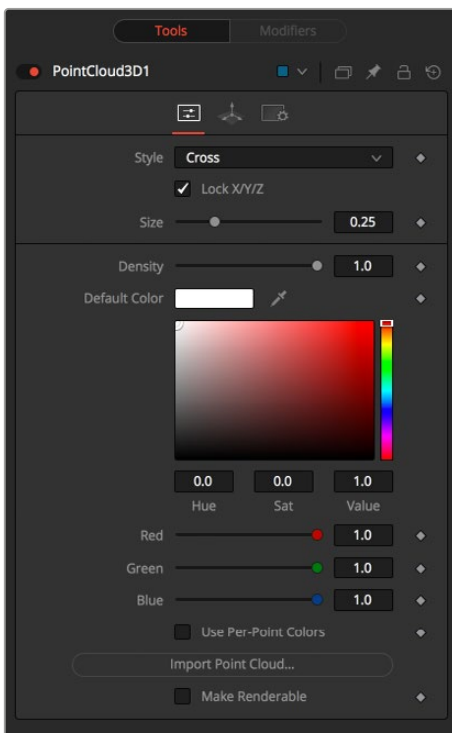 Tools Modifiers
PointCloud3D1
Style Cross
Lock X/Y/Z
Size 0.25
Density 1.0
Default Color
0.0 0.0 1.0
Hue Sat Value
Red 1.0
Green 1.0
Blue 1.0
Use Per-Point Colors
Import Point Cloud...
Make Renderable